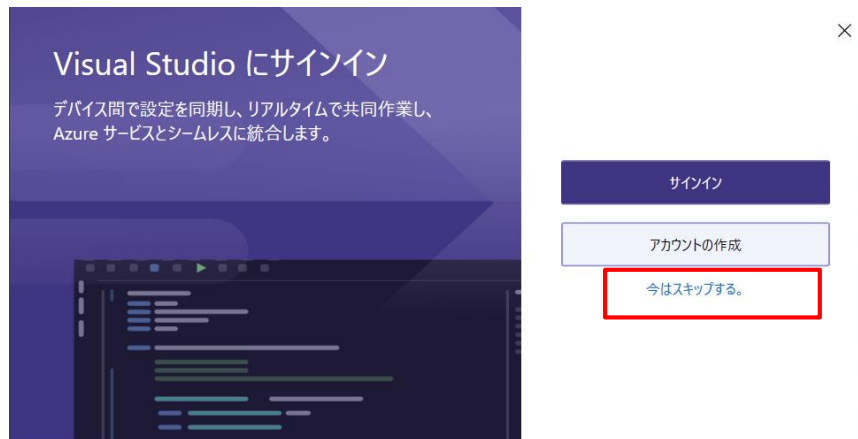 Visual Studio にサインイン
デバイス間で設定を同期し、リアルタイムで共同作業し、
Azure サービスとシームレスに統合します。
サインイン
アカウントの作成
今はスキップする。